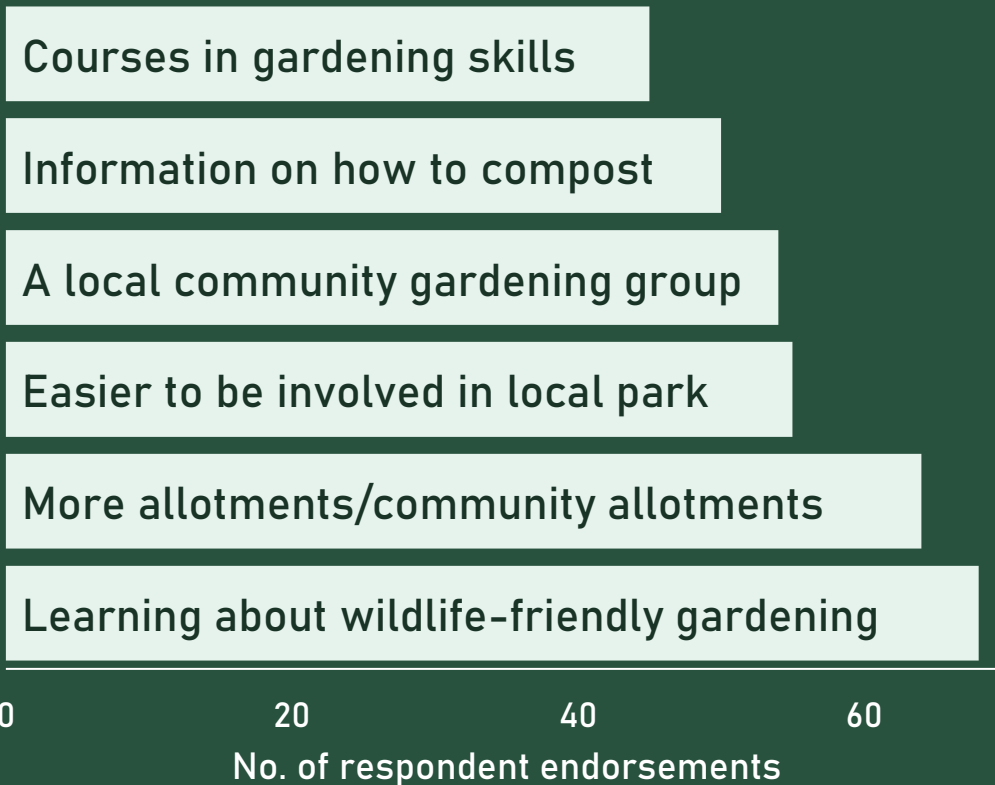 Courses in gardening skills
Information on how to compost
A local community gardening group
Easier to be involved in local park
More allotments/community allotments
Learning about wildlife-friendly gardening
0 20 40 60
No. of respondent endorsements